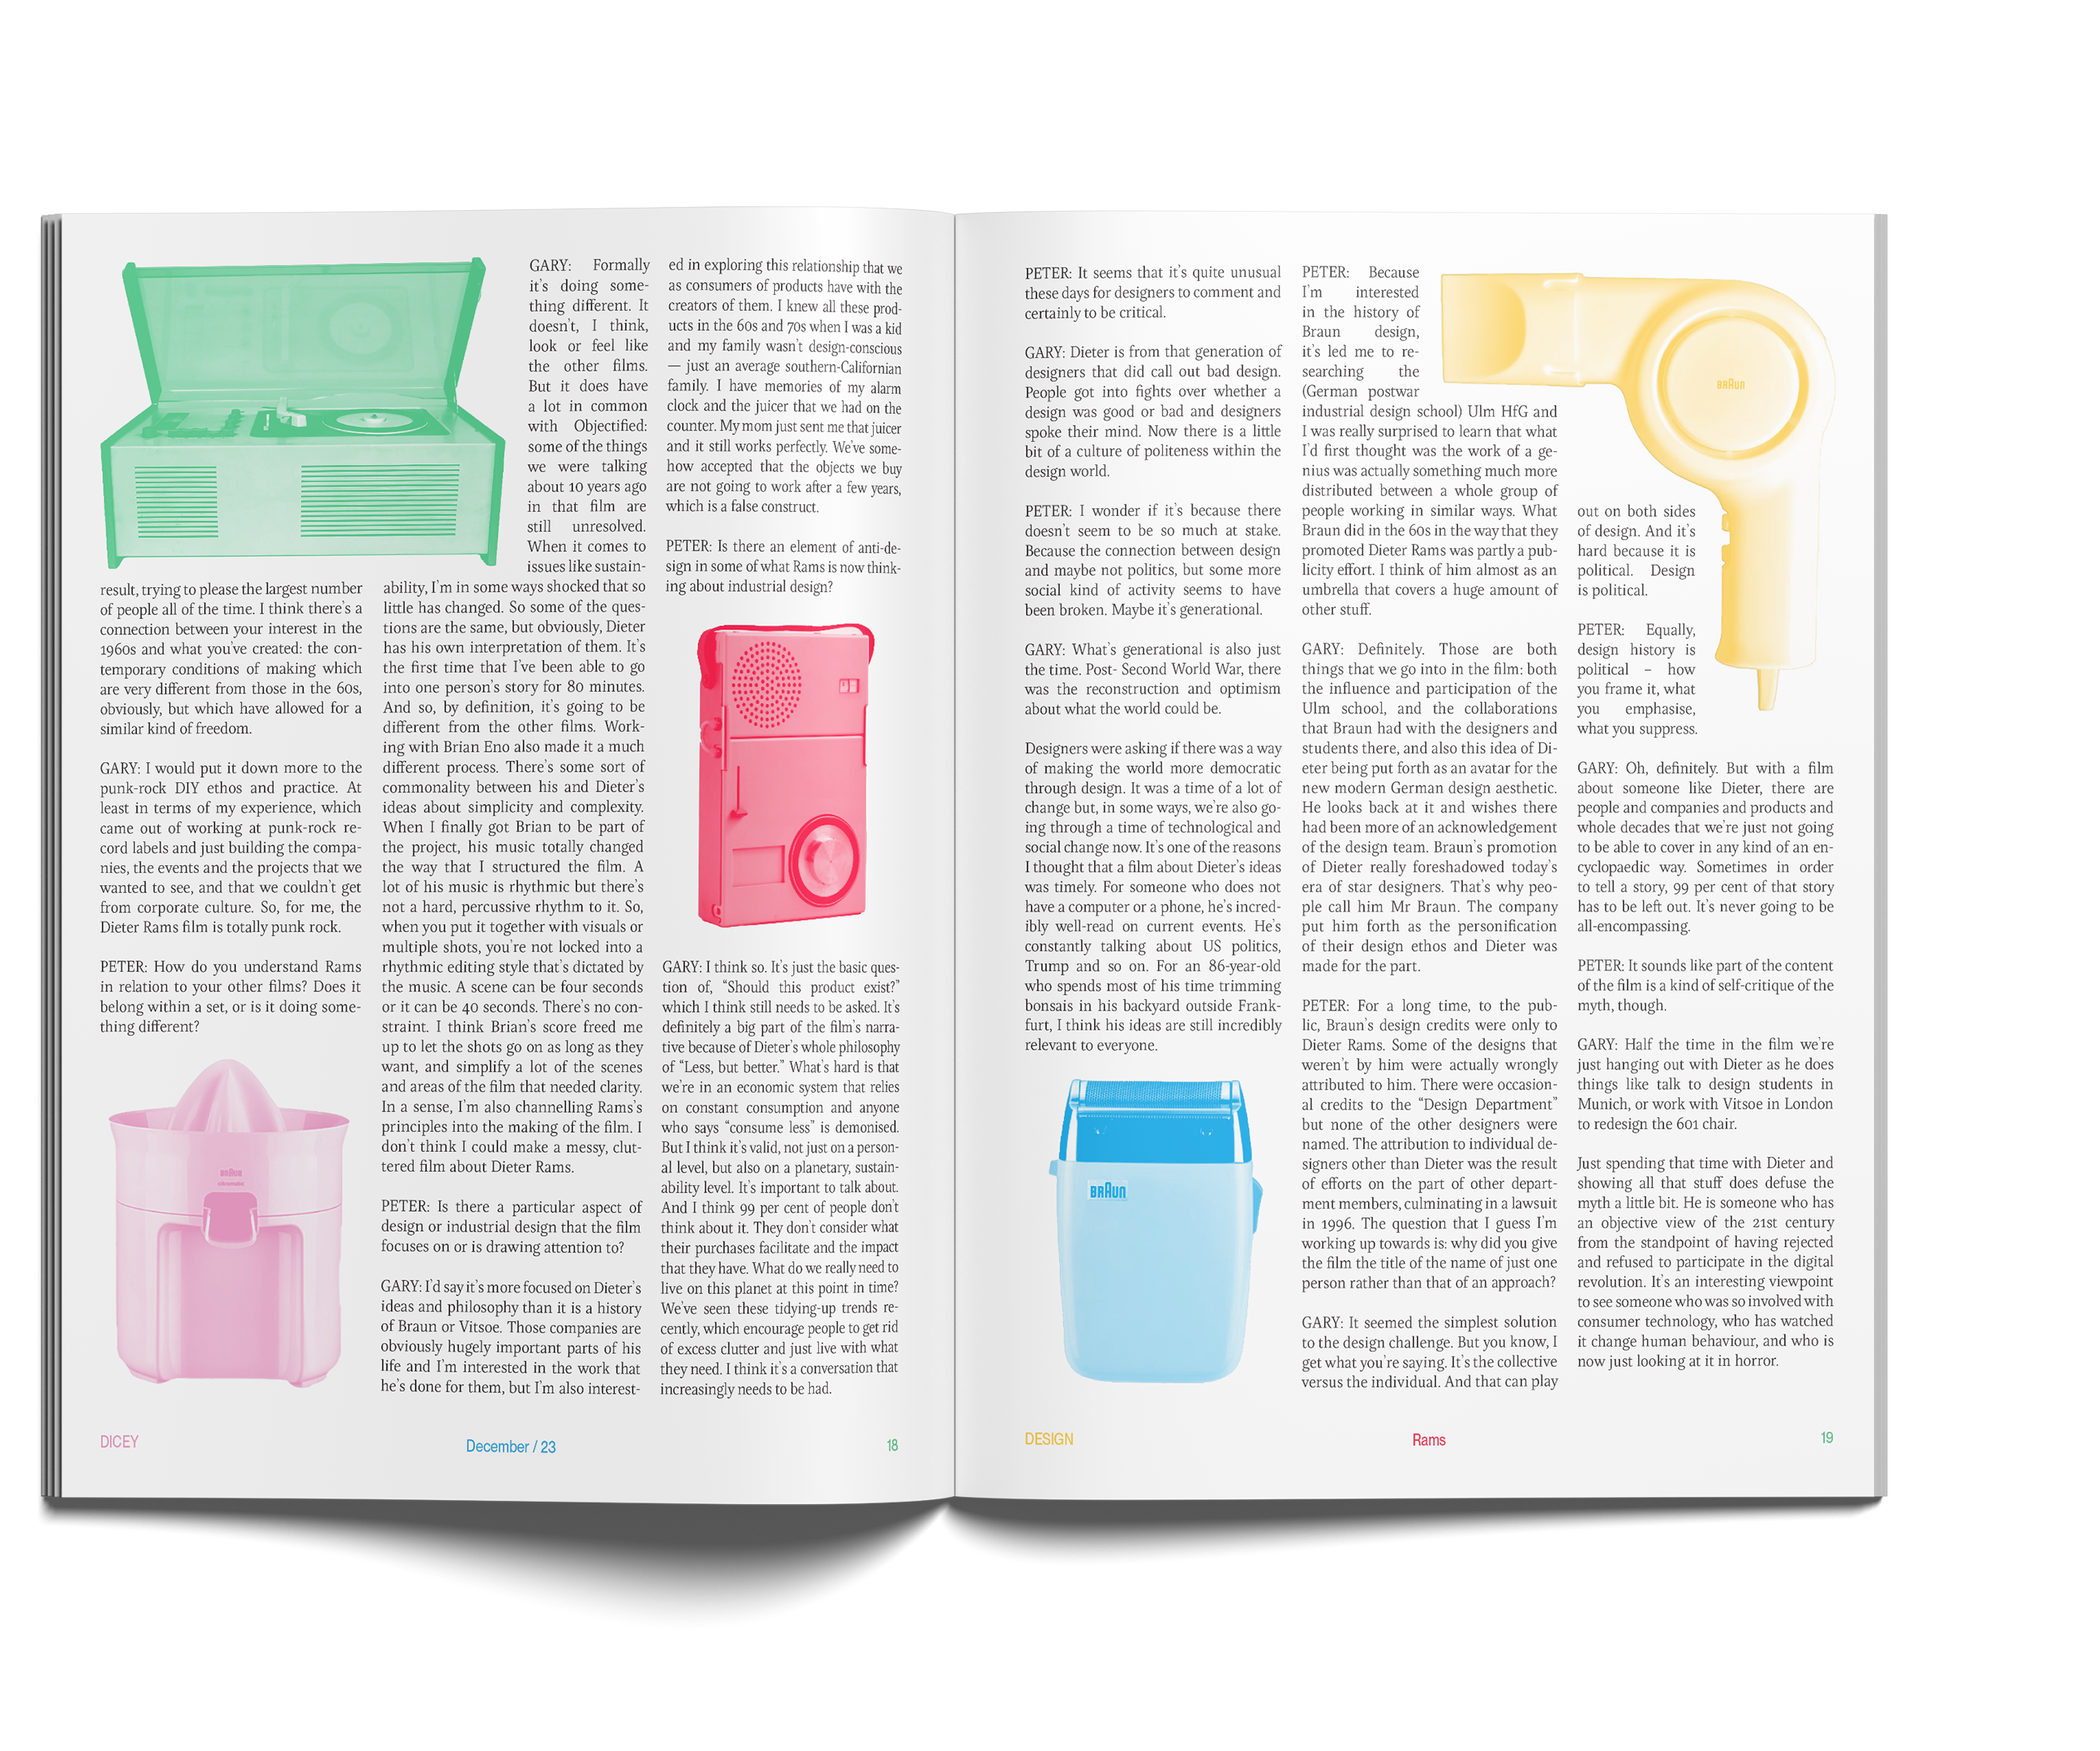 result, trying to please the largest number
of people all of the time. I think there's a
connection between your interest in the
1960s and what you've created: the con-
temporary conditions of making which
are very different from those in the 60s,
obviously, but which have allowed for a
similar kind of freedom.
GARY: I would put it down more to the
punk-rock DIY ethos and practice. At
least in terms of my experience, which
came out of working at punk-rock re-
cord labels and just building the compa-
nies, the events and the projects that we
wanted to see, and that we couldn't get
from corporate culture. So, for me, the
Dieter Rams film is totally punk rock.
PETER: How do you understand Rams
in relation to your other films? Does it
belong within a set, or is it doing some-
thing different?
BRAUN
citromatic
GARY: Formally
it's doing some-
thing different. It
doesn't, I think,
look or feel like
the other films.
But it does have
a lot in common
with Objectified:
some of the things
we were talking
about 10 years ago
in that film are
still unresolved.
When it comes to
issues like sustain-
ability, I'm in some ways shocked that so
little has changed. So some of the ques-
tions are the same, but obviously, Dieter
has his own interpretation of them. It's
the first time that I've been able to go
into one person's story for 80 minutes.
And so, by definition, it's going to be
different from the other films. Work-
ing with Brian Eno also made it a much
different process. There's some sort of
commonality between his and Dieter's
ideas about simplicity and complexity.
When I finally got Brian to be part of
the project, his music totally changed
the way that I structured the film. A
lot of his music is rhythmic but there's
not a hard, percussive rhythm to it. So,
when you put it together with visuals or
multiple shots, you're not locked into a
rhythmic editing style that's dictated by
the music. A scene can be four seconds
or it can be 40 seconds. There's no con-
straint. I think Brian's score freed me
up to let the shots go on as long as they
want, and simplify a lot of the scenes
and areas of the film that needed clarity.
In a sense, I'm also channelling Rams's
principles into the making of the film. I
don't think I could make a messy, clut-
tered film about Dieter Rams.
PETER: Is there a particular aspect of
design or industrial design that the film
focuses on or is drawing attention to?
GARY: I'd say it's more focused on Dieter's
ideas and philosophy than it is a history
of Braun or Vitsoe. Those companies are
obviously hugely important parts of his
life and I'm interested in the work that
he's done for them, but I'm also interest-
ed in exploring this relationship that we
as consumers of products have with the
creators of them. I knew all these prod-
ucts in the 60s and 70s when I was a kid
and my family wasn't design-conscious
— just an average southern-Californian
family. I have memories of my alarm
clock and the juicer that we had on the
counter. My mom just sent me that juicer
and it still works perfectly. We've some-
how accepted that the objects we buy
are not going to work after a few years,
which is a false construct.
PETER: Is there an element of anti-de-
sign in some of what Rams is now think-
ing about industrial design?
GARY: I think so. It's just the basic ques-
tion of, “Should this product exist?”
which I think still needs to be asked. It's
definitely a big part of the film's narra-
tive because of Dieter's whole philosophy
of “Less, but better.” What's hard is that
we're in an economic system that relies
on constant consumption and anyone
who says “consume less” is demonised.
But I think it's valid, not just on a person-
al level, but also on a planetary, sustain-
ability level. It's important to talk about.
And I think 99 per cent of people don't
think about it. They don't consider what
their purchases facilitate and the impact
that they have. What do we really need to
live on this planet at this point in time?
We've seen these tidying-up trends re-
cently, which encourage people to get rid
of excess clutter and just live with what
they need. I think it's a conversation that
increasingly needs to be had.
DICEY
December / 23
18
PETER: It seems that it's quite unusual
these days for designers to comment and
certainly to be critical.
GARY: Dieter is from that generation of
designers that did call out bad design.
People got into fights over whether a
design was good or bad and designers
spoke their mind. Now there is a little
bit of a culture of politeness within the
design world.
PETER: I wonder if it's because there
doesn't seem to be so much at stake.
Because the connection between design
and maybe not politics, but some more
social kind of activity seems to have
been broken. Maybe it's generational.
GARY: What's generational is also just
the time. Post- Second World War, there
was the reconstruction and optimism
about what the world could be.
Designers were asking if there was a way
of making the world more democratic
through design. It was a time of a lot of
change but, in some ways, we're also go-
ing through a time of technological and
social change now. It's one of the reasons
I thought that a film about Dieter's ideas
was timely. For someone who does not
have a computer or a phone, he's incred-
ibly well-read on current events. He's
constantly talking about US politics,
Trump and so on. For an 86-year-old
who spends most of his time trimming
bonsais in his backyard outside Frank-
furt, I think his ideas are still incredibly
relevant to everyone.
BRAUN
PETER: Because
I'm interested
in the history of
Braun design,
it's led me to re-
searching the
(German postwar
industrial design school) Ulm HfG and
I was really surprised to learn that what
I'd first thought was the work of a ge-
nius was actually something much more
distributed between a whole group of
people working in similar ways. What
Braun did in the 60s in the way that they
promoted Dieter Rams was partly a pub-
licity effort. I think of him almost as an
umbrella that covers a huge amount of
other stuff.
GARY: Definitely. Those are both
things that we go into in the film: both
the influence and participation of the
Ulm school, and the collaborations
that Braun had with the designers and
students there, and also this idea of Di-
eter being put forth as an avatar for the
new modern German design aesthetic.
He looks back at it and wishes there
had been more of an acknowledgement
of the design team. Braun's promotion
of Dieter really foreshadowed today's
era of star designers. That's why peo-
ple call him Mr Braun. The company
put him forth as the personification
of their design ethos and Dieter was
made for the part.
PETER: For a long time, to the pub-
lic, Braun's design credits were only to
Dieter Rams. Some of the designs that
weren't by him were actually wrongly
attributed to him. There were occasion-
al credits to the “Design Department”
but none of the other designers were
named. The attribution to individual de-
signers other than Dieter was the result
of efforts on the part of other depart-
ment members, culminating in a lawsuit
in 1996. The question that I guess I'm
working up towards is: why did you give
the film the title of the name of just one
person rather than that of an approach?
GARY: It seemed the simplest solution
to the design challenge. But you know, I
get what you're saying. It's the collective
versus the individual. And that can play
BRAUN
out on both sides
of design. And it's
hard because it is
political. Design
is political.
PETER: Equally,
design history is
political – how
you frame it, what
you emphasise,
what you suppress.
GARY: Oh, definitely. But with a film
about someone like Dieter, there are
people and companies and products and
whole decades that we're just not going
to be able to cover in any kind of an en-
cyclopaedic way. Sometimes in order
to tell a story, 99 per cent of that story
has to be left out. It's never going to be
all-encompassing.
PETER: It sounds like part of the content
of the film is a kind of self-critique of the
myth, though.
GARY: Half the time in the film we're
just hanging out with Dieter as he does
things like talk to design students in
Munich, or work with Vitsoe in London
to redesign the 601 chair.
Just spending that time with Dieter and
showing all that stuff does defuse the
myth a little bit. He is someone who has
an objective view of the 21st century
from the standpoint of having rejected
and refused to participate in the digital
revolution. It's an interesting viewpoint
to see someone who was so involved with
consumer technology, who has watched
it change human behaviour, and who is
now just looking at it in horror.
DESIGN
Rams
19